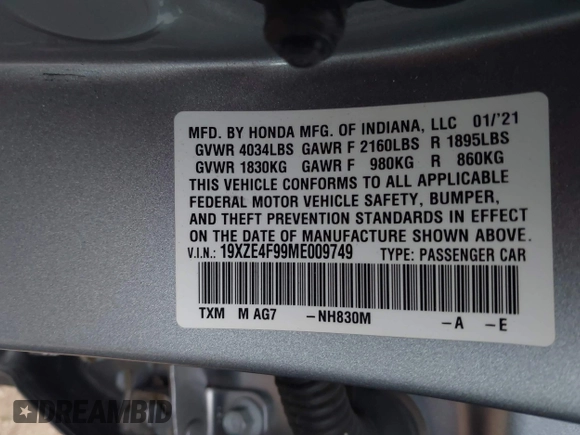 MFD. BY HONDA MFG. OF INDIANA, LLC 01/'21
GVWR 4034LBS GAWR F 2160LBS R 1895LBS
GVWR 1830KG GAWR F 980KG R 860KG
THIS VEHICLE CONFORMS TO ALL APPLICABLE
FEDERAL MOTOR VEHICLE SAFETY, BUMPER,
AND THEFT PREVENTION STANDARDS IN EFFECT
ON THE DATE OF MANUFACTURE SHOWN ABOVE.
V.I.N.: 19XZE4F99ME009749 TYPE: PASSENGER CAR
TXM M AG7 –NH830M –A –E
DREAMBID